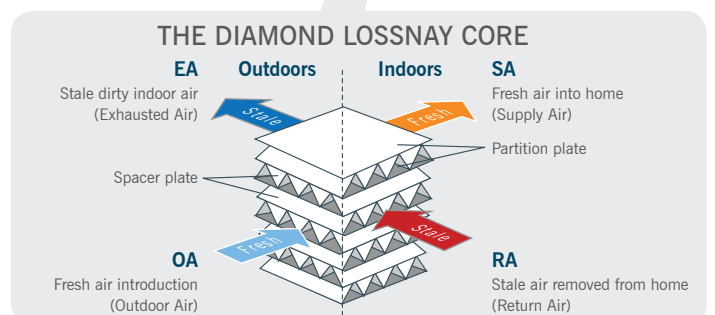 THE DIAMOND LOSSNAY CORE
EA
Outdoors
Indoors
SA
Stale dirty indoor air
(Exhausted Air)
Stale
Fresh
Fresh air into home
(Supply Air)
Partition plate
Spacer plate
Fresh
Stale
OA
Fresh air introduction
(Outdoor Air)
RA
Stale air removed from home
(Return Air)